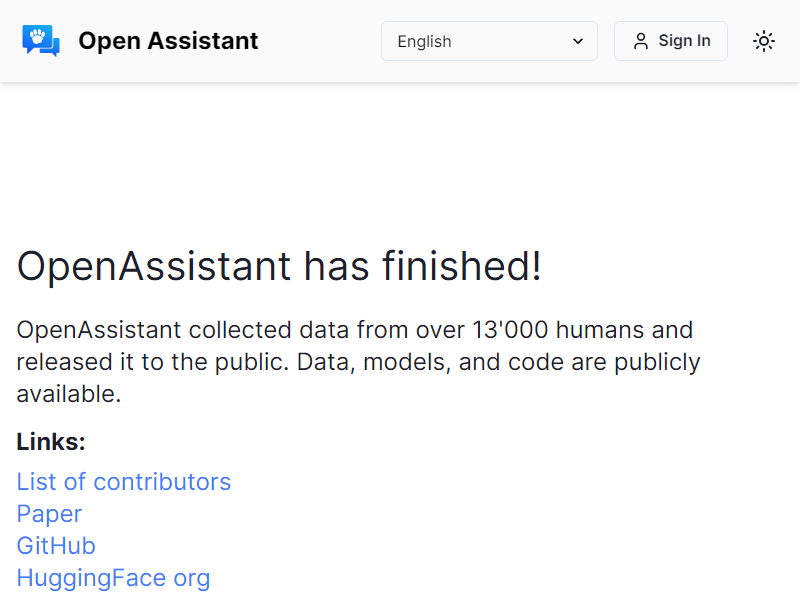 Open Assistant
English
Sign In
OpenAssistant has finished!
OpenAssistant collected data from over 13'000 humans and
released it to the public. Data, models, and code are publicly
available.
Links:
List of contributors
Paper
GitHub
HuggingFace org